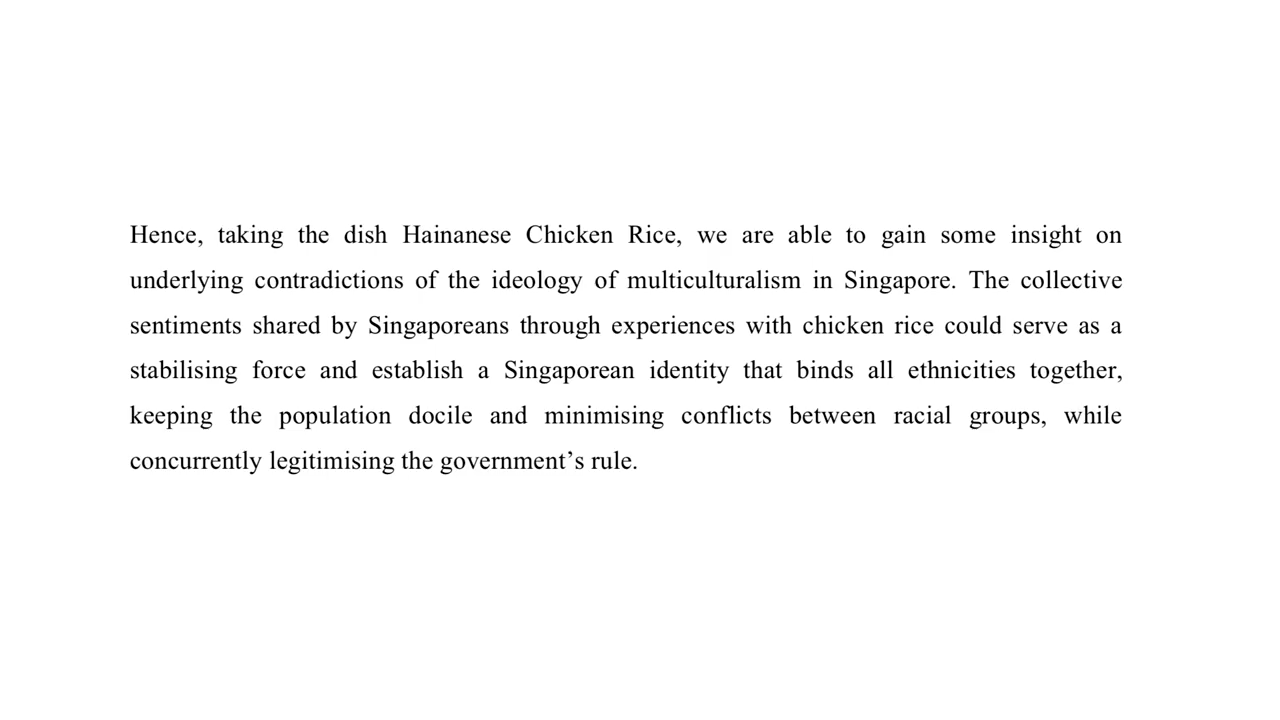 Hence, taking the dish Hainanese Chicken Rice, we are able to gain some insight on
underlying contradictions of the ideology of multiculturalism in Singapore. The collective
sentiments shared by Singaporeans through experiences with chicken rice could serve as a
stabilising force and establish a Singaporean identity that binds all ethnicities together,
keeping the population docile and minimising conflicts between racial groups, while
concurrently legitimising the government’s rule.